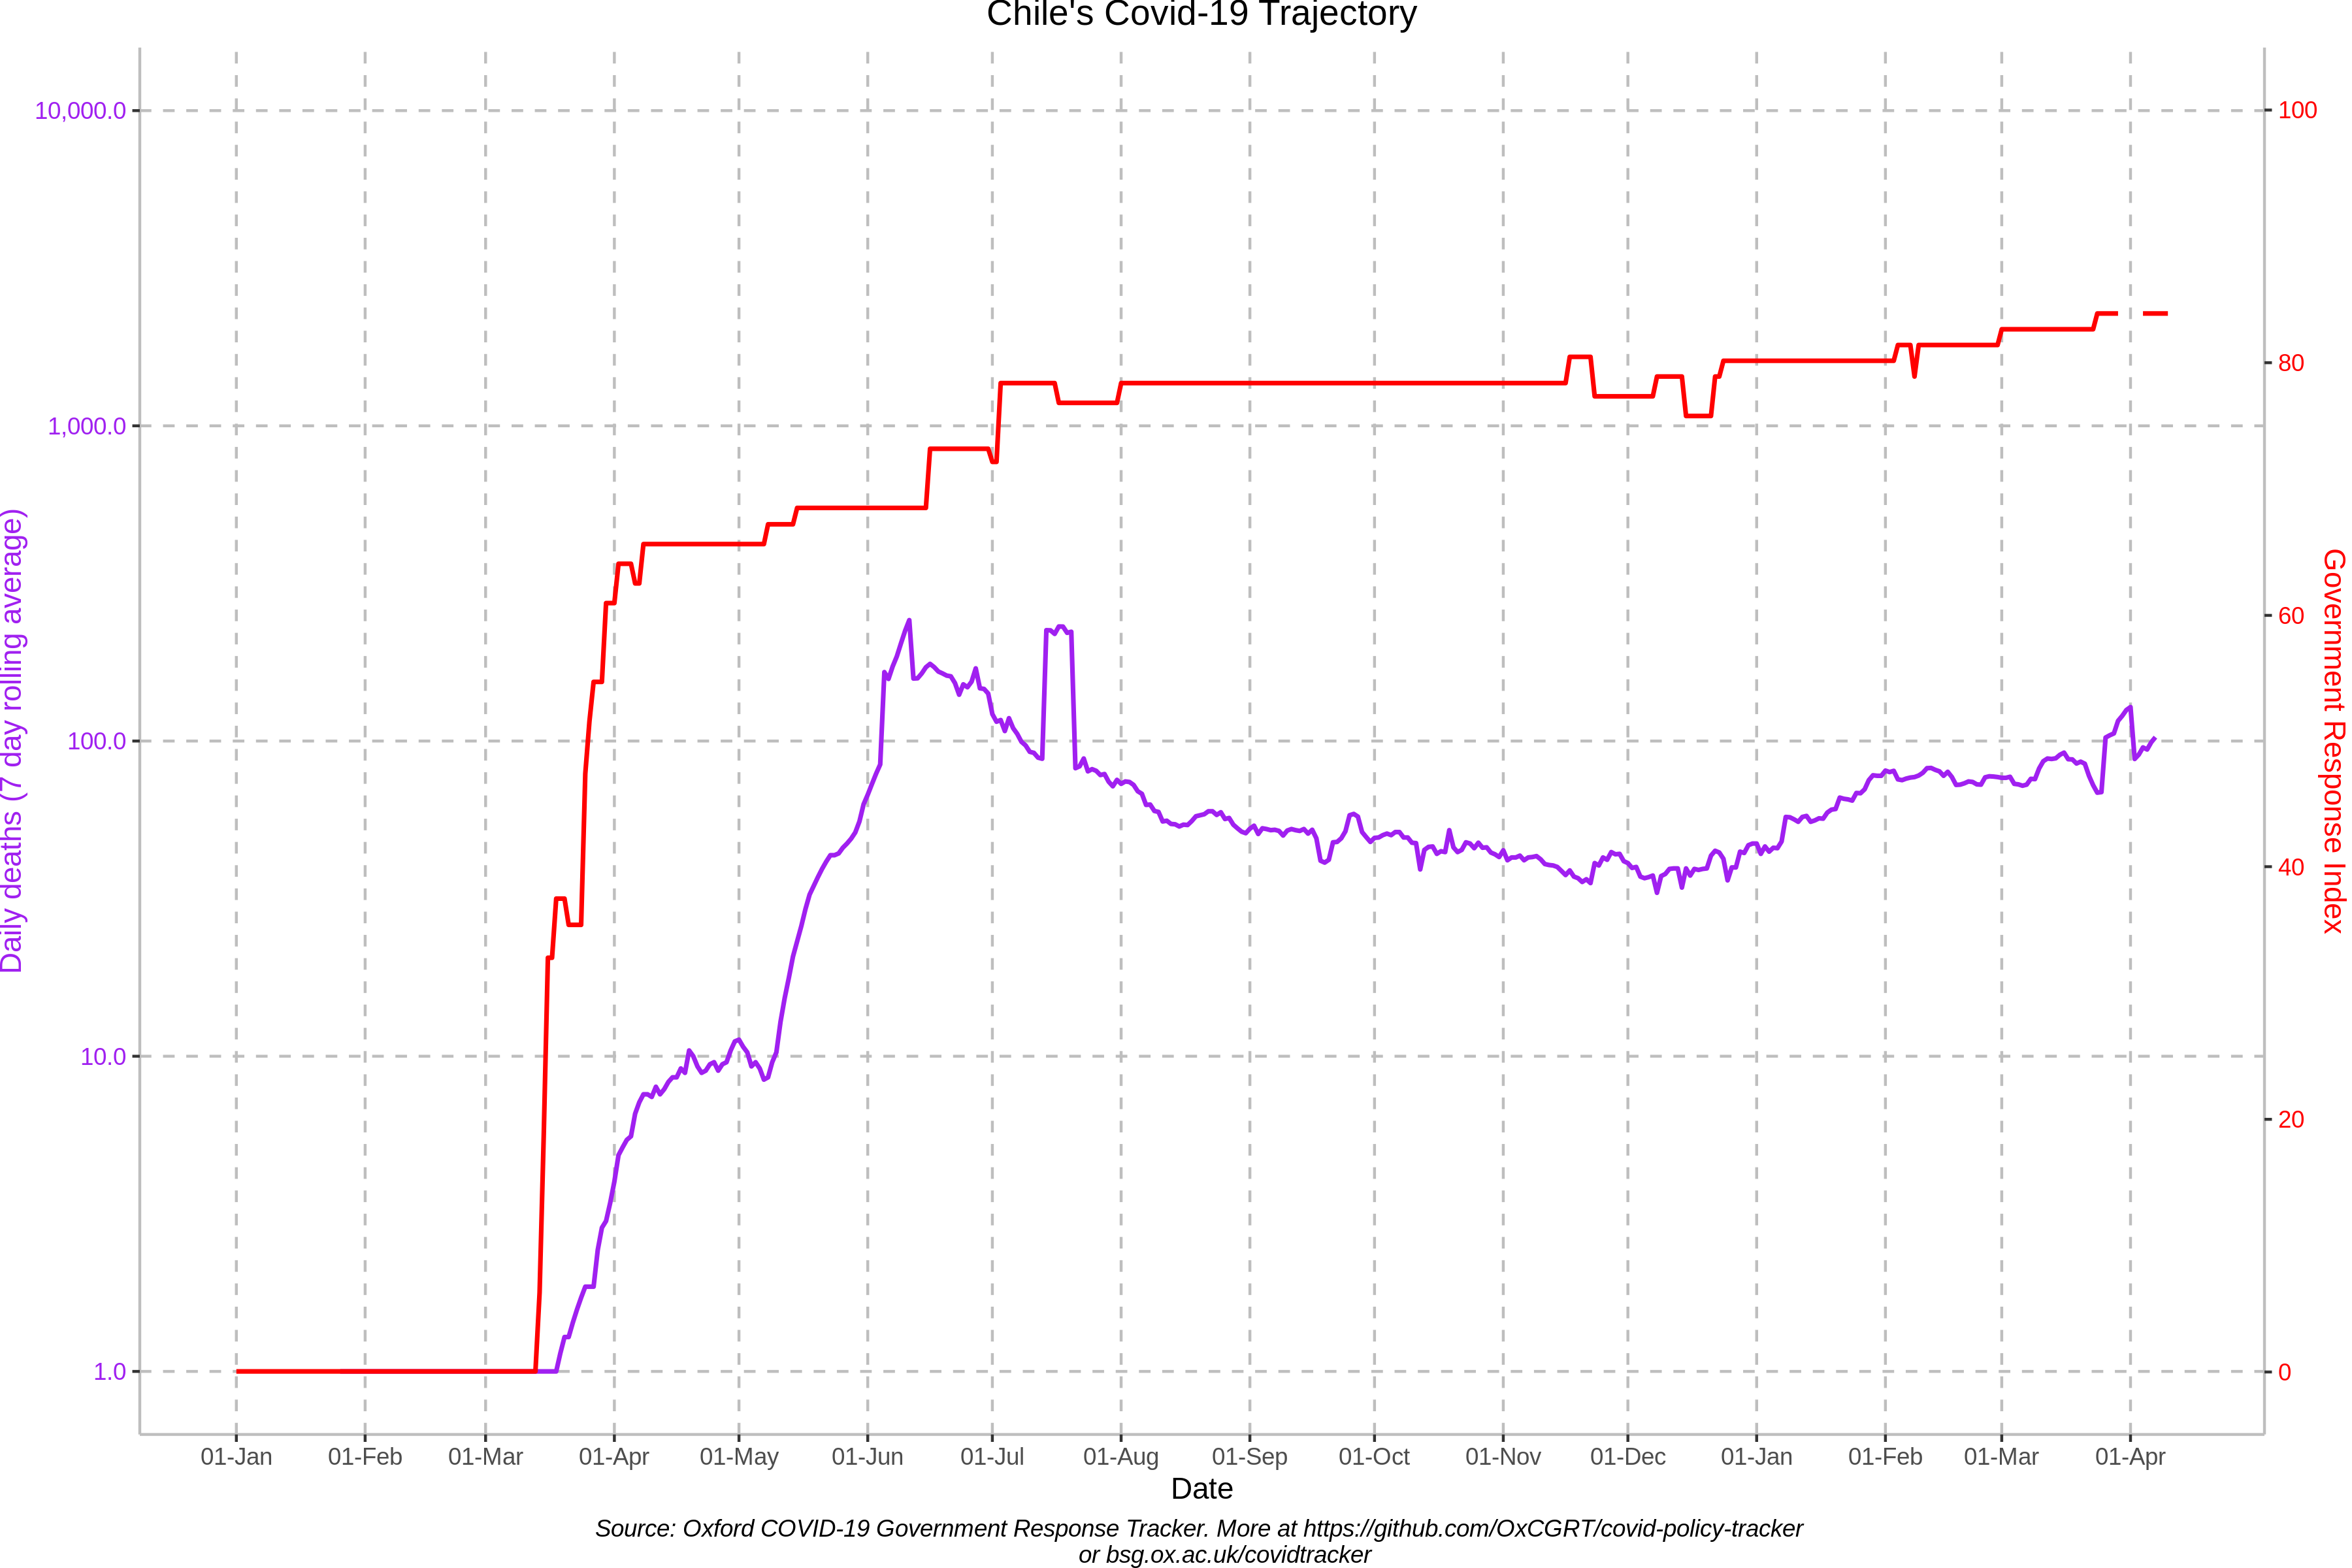 Chile's Covid-19 Trajectory
10,000.0
1,000.0
100.0
10.0
1.0
Daily deaths (7 day rolling average)
100
80
60
40
20
0
Government Response Index
01-Jan 01-Feb 01-Mar 01-Apr 01-May 01-Jun 01-Jul 01-Aug 01-Sep 01-Oct 01-Nov 01-Dec 01-Jan 01-Feb 01-Mar 01-Apr
Date
Source: Oxford COVID-19 Government Response Tracker. More at https://github.com/OxCGRT/covid-policy-tracker
or bsg.ox.ac.uk/covidtracker